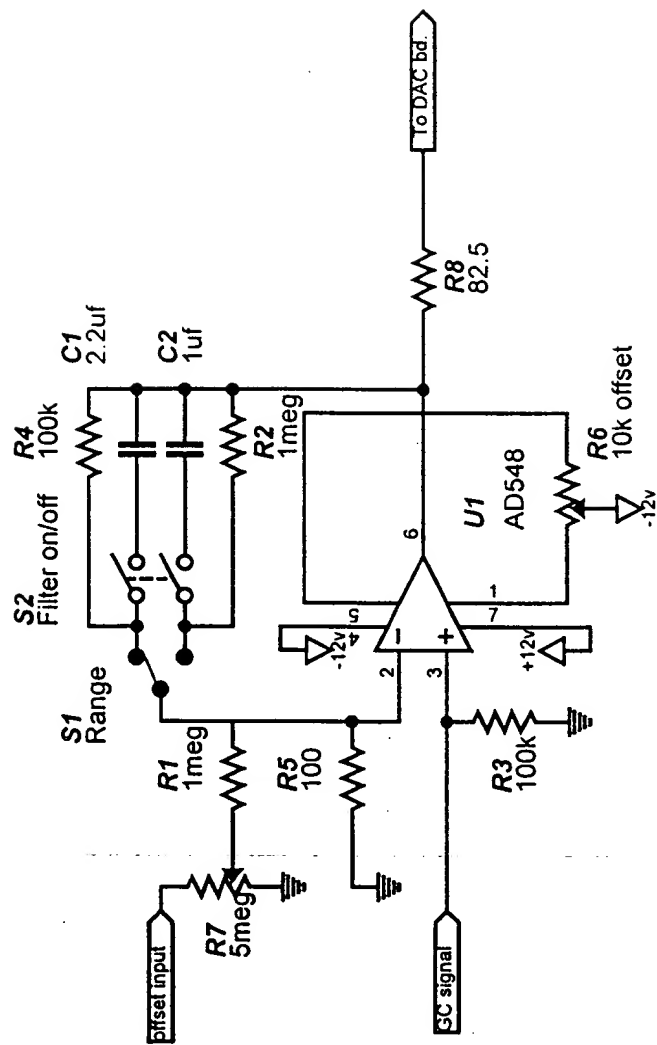 C1
2.2uf
C2
1uf
R4
100k
R2
1meg
S2
Filter on/off
S1
Range
R1
1meg
R5
100
R7
5meg
offset input
GC signal
R3
100k
2
3
4
5
6
7
1
-12v
+12v
U1
AD548
R6
10k offset
-12v
R8
82.5
To DAC bd.